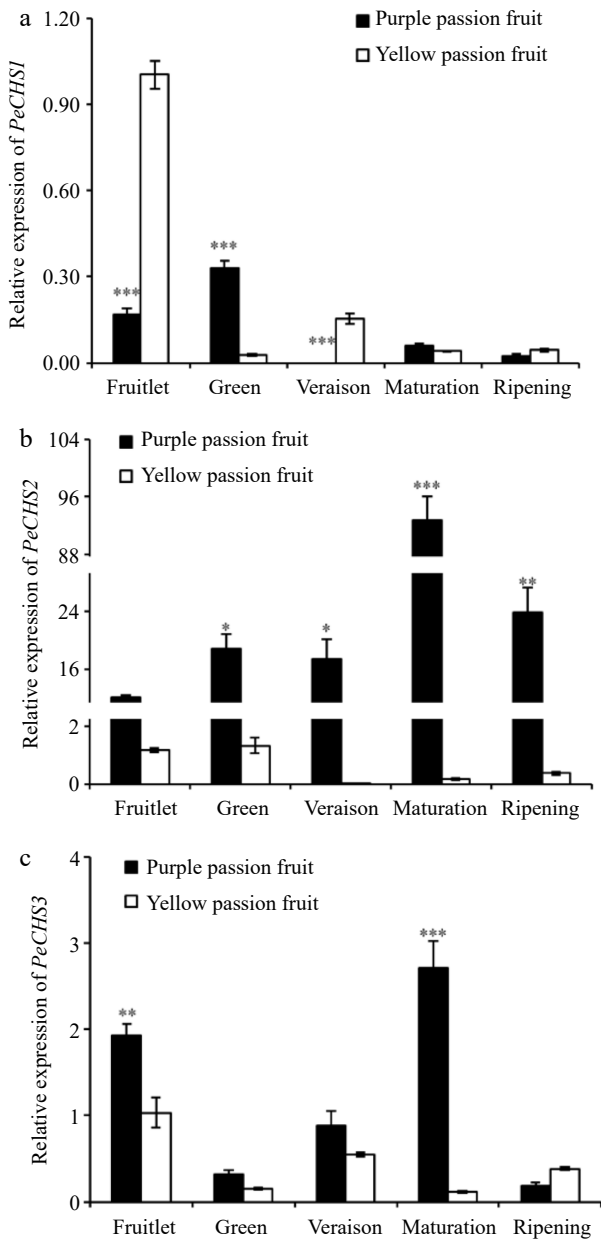 a
Relative expression of PeCHS1
1.20
0.90
0.60
0.30
0.00
Purple passion fruit
Yellow passion fruit
***
***
***
Fruitlet Green Veraison Maturation Ripening
b
Relative expression of PeCHS2
104
96
88
24
16
2
0
Purple passion fruit
Yellow passion fruit
*
*
***
**
Fruitlet Green Veraison Maturation Ripening
c
Relative expression of PeCHS3
4
3
2
1
0
Purple passion fruit
Yellow passion fruit
**
***
Fruitlet Green Veraison Maturation Ripening